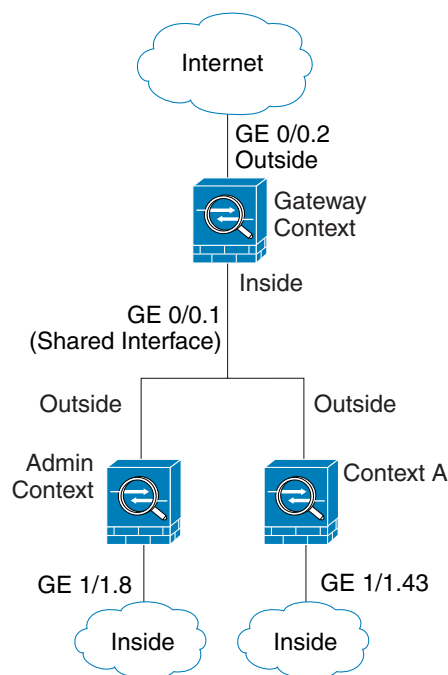 Internet
GE 0/0.2
Outside
Gateway
Context
Inside
GE 0/0.1
(Shared Interface)
Outside
Outside
Admin
Context
Context A
GE 1/1.8
GE 1/1.43
Inside
Inside